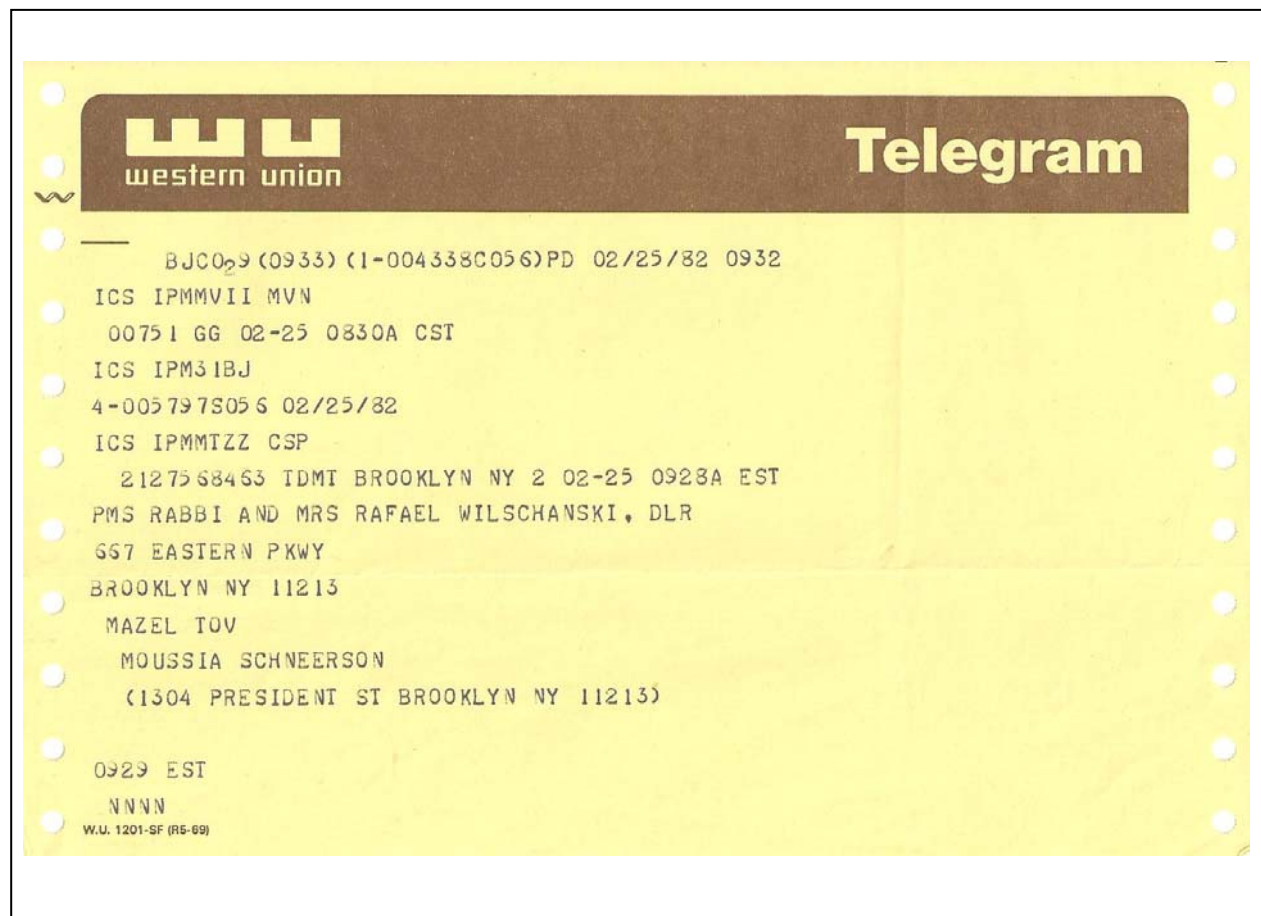 western union
Telegram
BJC029(0933)(1-004338C056)PD 02/25/82 0932
ICS IPMMVII MVN
00751 GG 02-25 0830A CST
ICS IPM31BJ
4-005797S056 02/25/82
ICS IPMMTZZ CSP
2127568463 TDMT BROOKLYN NY 2 02-25 0928A EST
PMS RABBI AND MRS RAFAEL WILSCHANSKI, DLR
667 EASTERN PKWY
BROOKLYN NY 11213
MAZEL TOV
MOUSSIA SCHNEERSON
(1304 PRESIDENT ST BROOKLYN NY 11213)
0929 EST
NNNN
W.U. 1201-SF (R5-69)